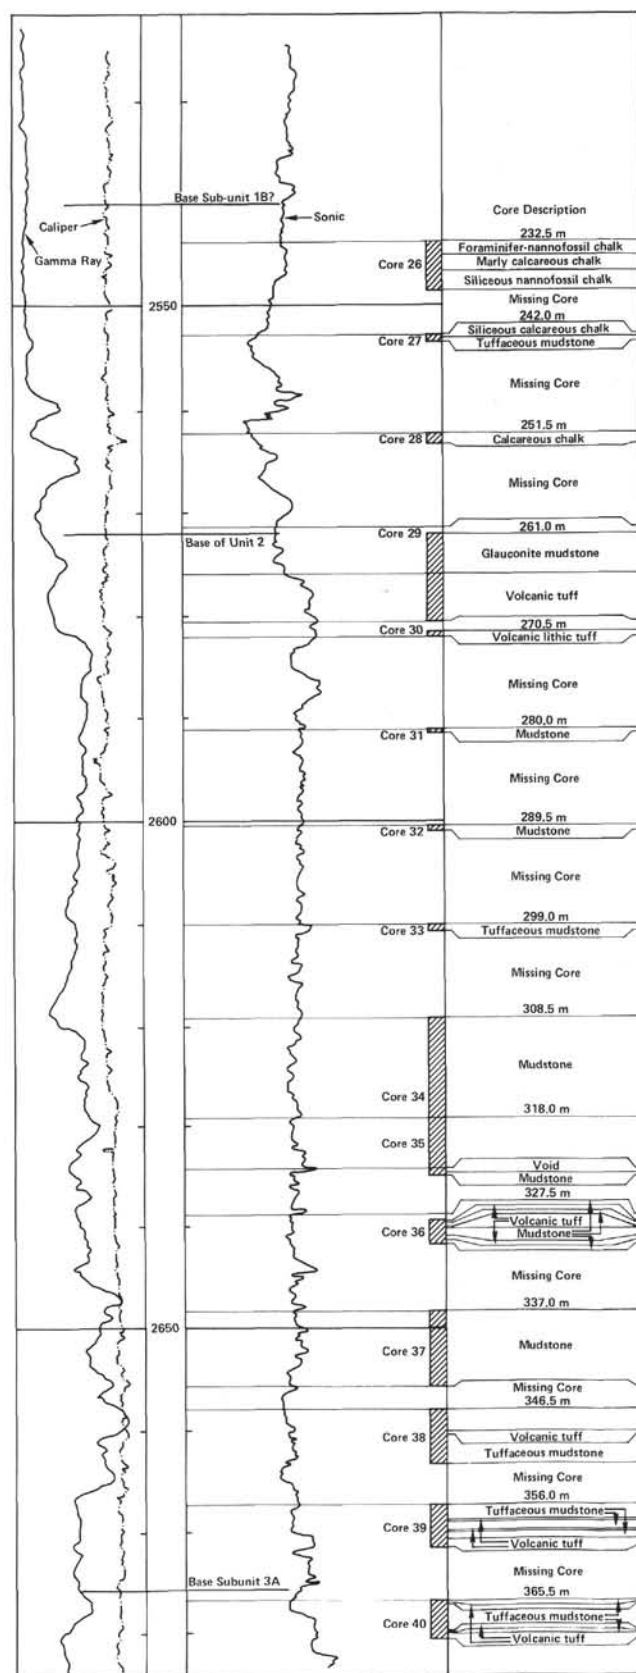 Base Sub-unit 1B?
Caliper
Sonic
Gamma Ray
Core Description
232.5 m
Foraminifer-nannofossil chalk
Core 26
Marly calcareous chalk
Siliceous nannofossil chalk
2550
Missing Core
242.0 m
Siliceous calcareous chalk
Core 27
Tuffaceous mudstone
Missing Core
251.5 m
Core 28
Calcareous chalk
Missing Core
261.0 m
Core 29
Base of Unit 2
Glauconite mudstone
Volcanic tuff
270.5 m
Core 30
Volcanic lithic tuff
Missing Core
280.0 m
Core 31
Mudstone
Missing Core
289.5 m
2600
Core 32
Mudstone
Missing Core
299.0 m
Core 33
Tuffaceous mudstone
Missing Core
308.5 m
Mudstone
Core 34
318.0 m
Core 35
Void
Mudstone
327.5 m
Volcanic tuff
Core 36
Mudstone
Missing Core
337.0 m
2650
Core 37
Mudstone
Missing Core
346.5 m
Core 38
Volcanic tuff
Tuffaceous mudstone
Missing Core
356.0 m
Tuffaceous mudstone
Core 39
Volcanic tuff
Missing Core
Base Subunit 3A
365.5 m
Tuffaceous mudstone
Core 40
Volcanic tuff